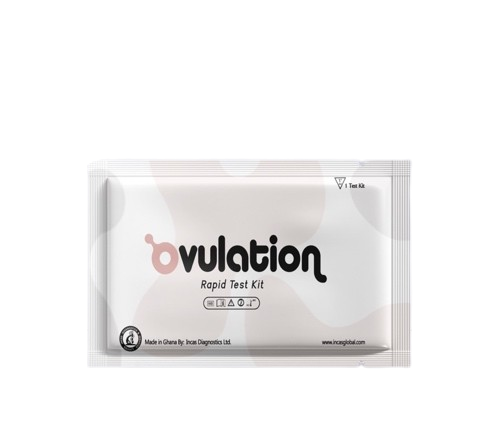 1 Test Kit
Ovulation
Rapid Test Kit
Made in Ghana By: Incas Diagnostics Ltd.
www.incasglobal.com